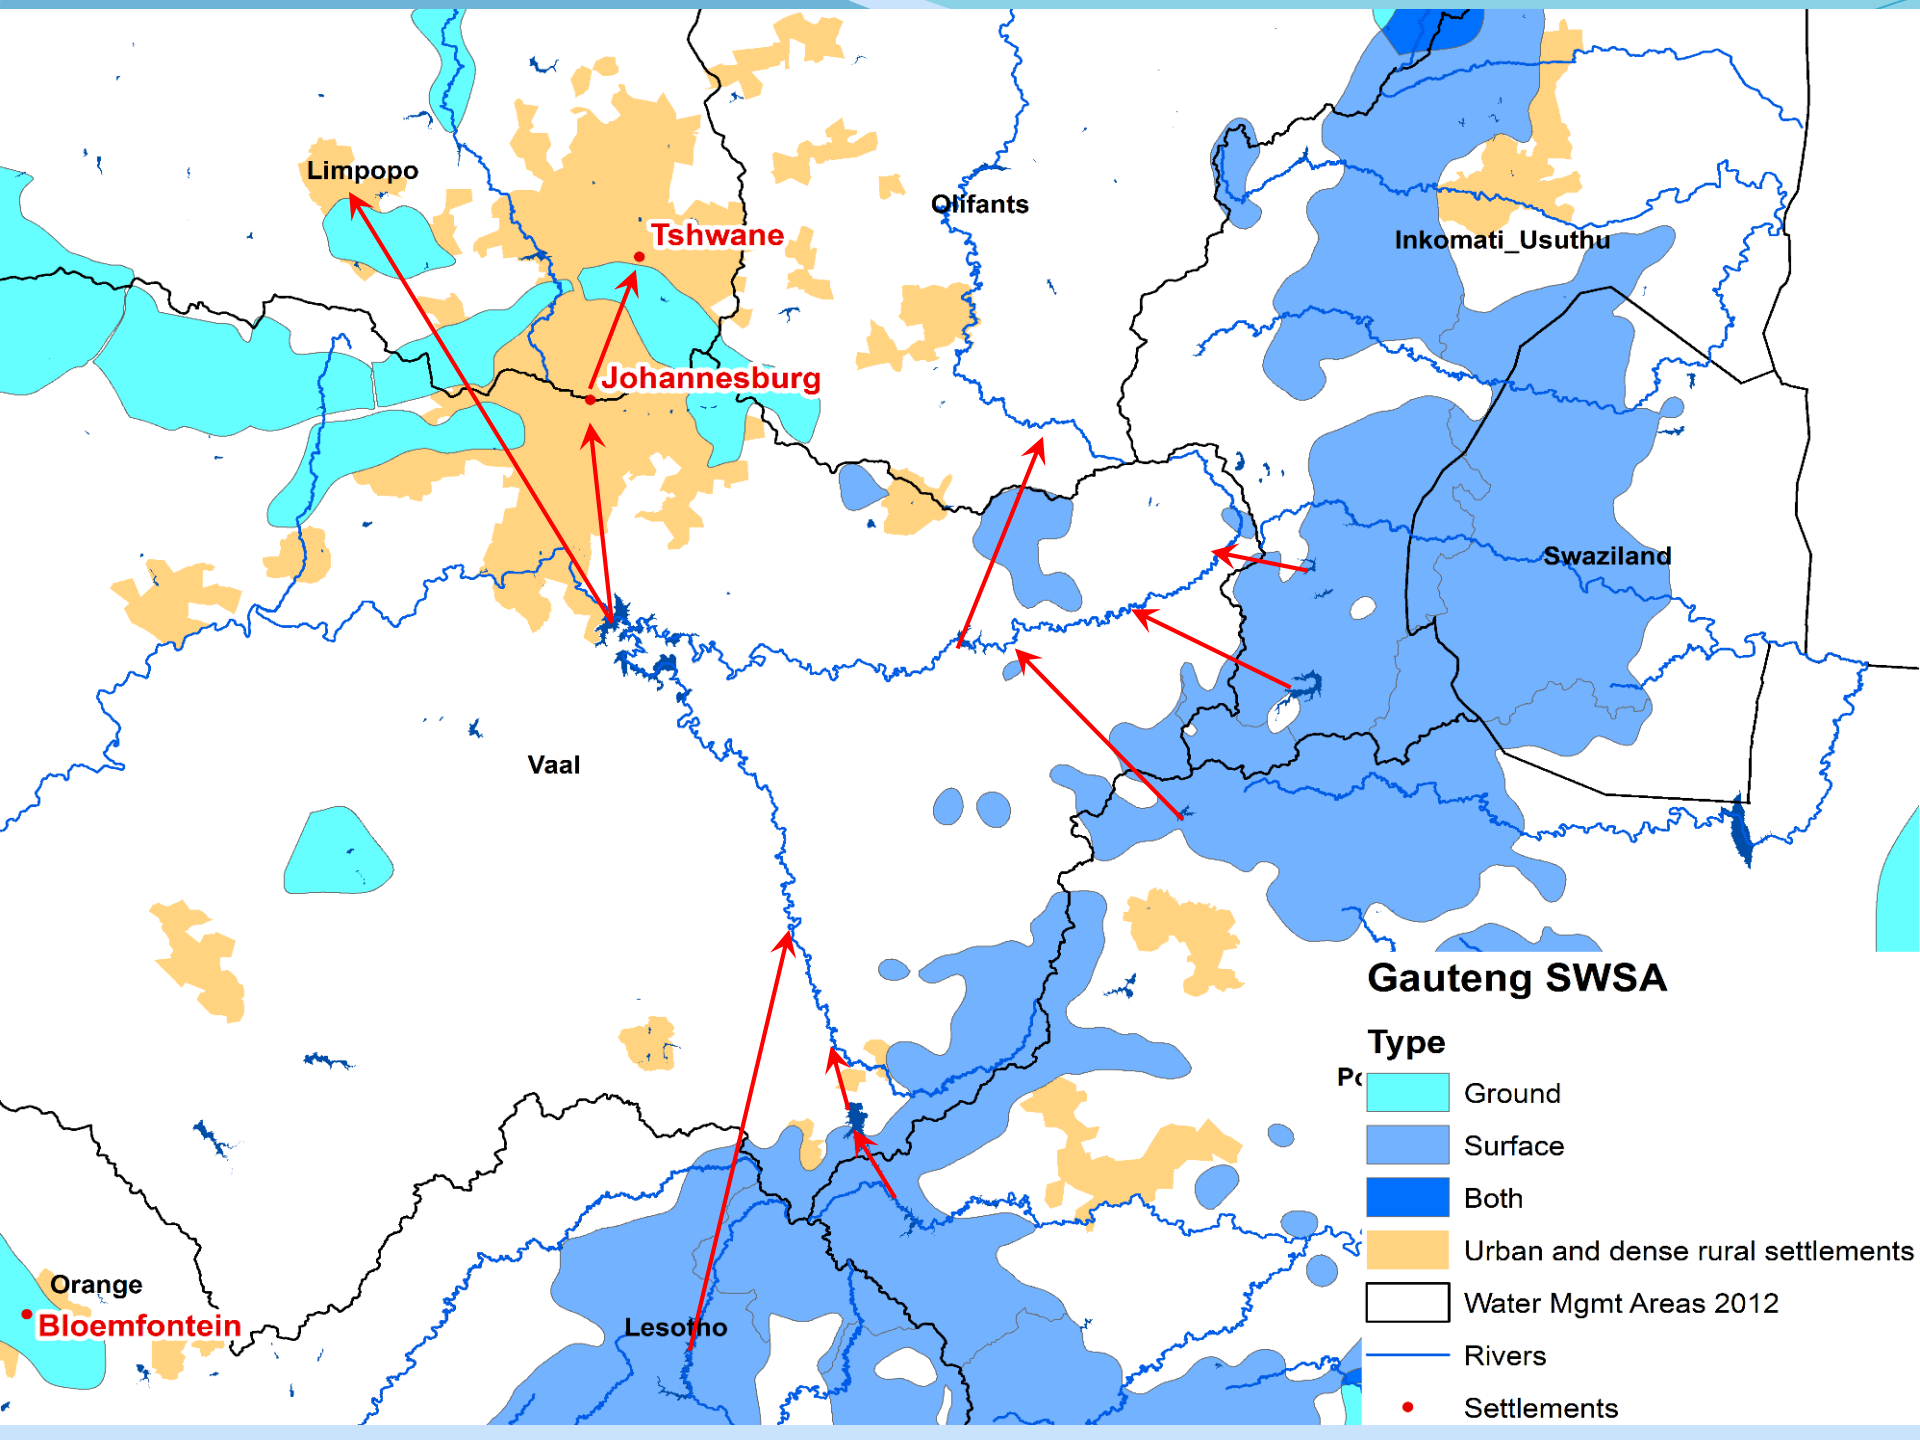 Limpopo
Olifants
Tshwane
Inkomati_Usuthu
Johannesburg
Swaziland
Vaal
Gauteng SWSA
Type
Ground
Surface
Both
Urban and dense rural settlements
Water Mgmt Areas 2012
Rivers
Settlements
Orange
Bloemfontein
Lesotho